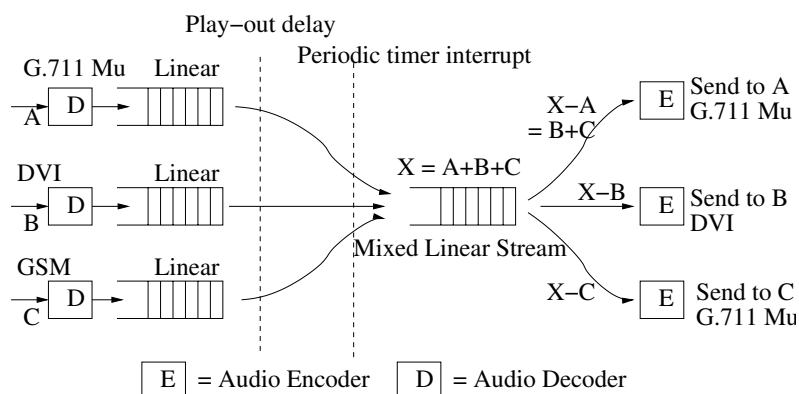 Play−out delay
Periodic timer interrupt
G.711 Mu
Linear
D
A
DVI
Linear
D
B
GSM
Linear
D
C
X = A+B+C
Mixed Linear Stream
X−A
= B+C
E
Send to A
G.711 Mu
X−B
E
Send to B
DVI
X−C
E
Send to C
G.711 Mu
E = Audio Encoder
D = Audio Decoder